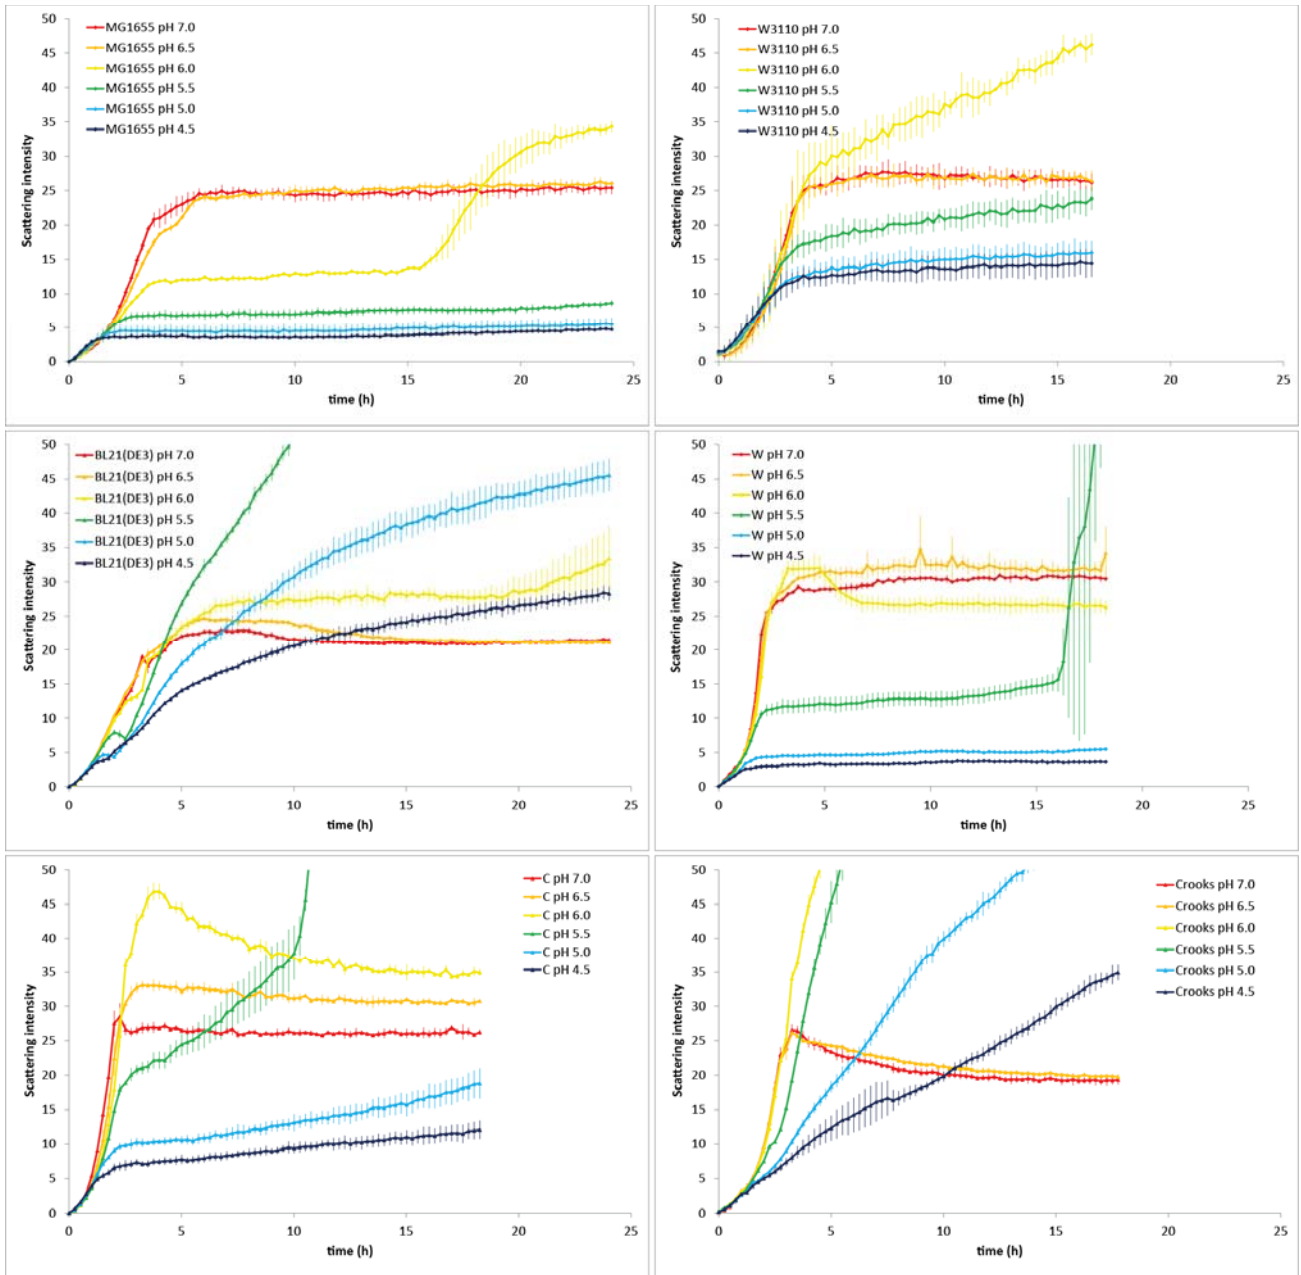 50
45
40
35
30
25
20
15
10
5
0
Scattering intensity
MG1655 pH 7.0
MG1655 pH 6.5
MG1655 pH 6.0
MG1655 pH 5.5
MG1655 pH 5.0
MG1655 pH 4.5
0 5 10 15 20 25
time (h)
50
45
40
35
30
25
20
15
10
5
0
Scattering intensity
W3110 pH 7.0
W3110 pH 6.5
W3110 pH 6.0
W3110 pH 5.5
W3110 pH 5.0
W3110 pH 4.5
0 5 10 15 20 25
time (h)
50
45
40
35
30
25
20
15
10
5
0
Scattering intensity
BL21(DE3) pH 7.0
BL21(DE3) pH 6.5
BL21(DE3) pH 6.0
BL21(DE3) pH 5.5
BL21(DE3) pH 5.0
BL21(DE3) pH 4.5
0 5 10 15 20 25
time (h)
50
45
40
35
30
25
20
15
10
5
0
Scattering intensity
W pH 7.0
W pH 6.5
W pH 6.0
W pH 5.5
W pH 5.0
W pH 4.5
0 5 10 15 20 25
time (h)
50
45
40
35
30
25
20
15
10
5
0
Scattering intensity
C pH 7.0
C pH 6.5
C pH 6.0
C pH 5.5
C pH 5.0
C pH 4.5
0 5 10 15 20 25
time (h)
50
45
40
35
30
25
20
15
10
5
0
Scattering intensity
Crooks pH 7.0
Crooks pH 6.5
Crooks pH 6.0
Crooks pH 5.5
Crooks pH 5.0
Crooks pH 4.5
0 5 10 15 20 25
time (h)